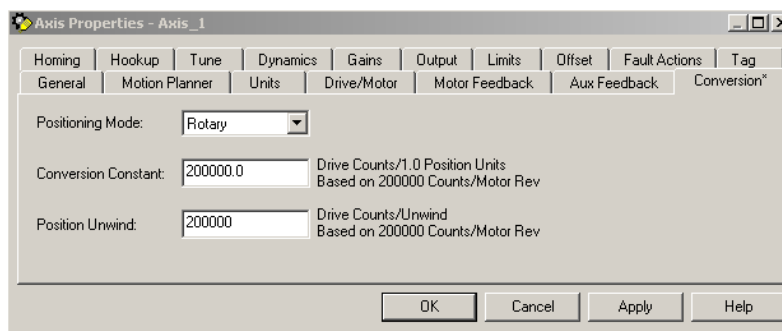 Axis Properties - Axis_1
Homing Hookup Tune Dynamics Gains Output Limits Offset Fault Actions Tag
General Motion Planner Units Drive/Motor Motor Feedback Aux Feedback Conversion*
Positioning Mode: Rotary
Conversion Constant: 200000.0 Drive Counts/1.0 Position Units
Based on 200000 Counts/Motor Rev
Position Unwind: 200000 Drive Counts/Unwind
Based on 200000 Counts/Motor Rev
OK Cancel Apply Help